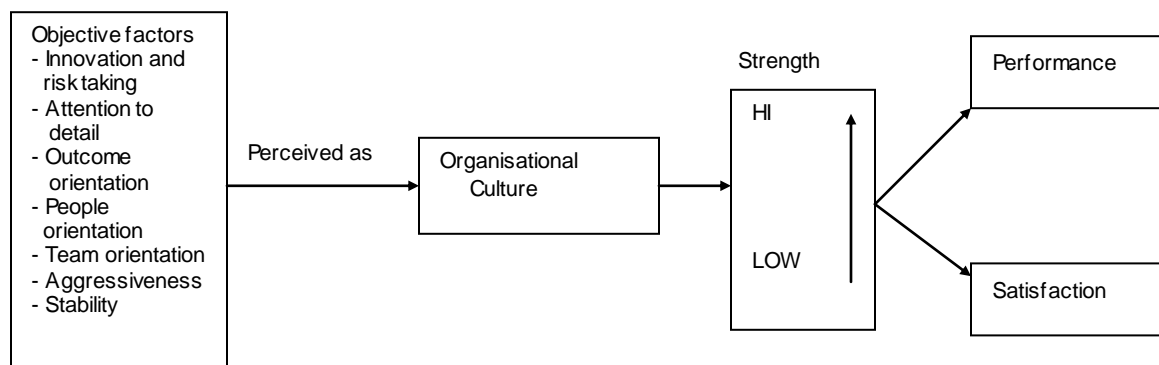 Objective factors
- Innovation and
risk taking
- Attention to
detail
- Outcome
orientation
- People
orientation
- Team orientation
- Aggressiveness
- Stability
Perceived as
Organisational
Culture
Strength
HI
LOW
Performance
Satisfaction